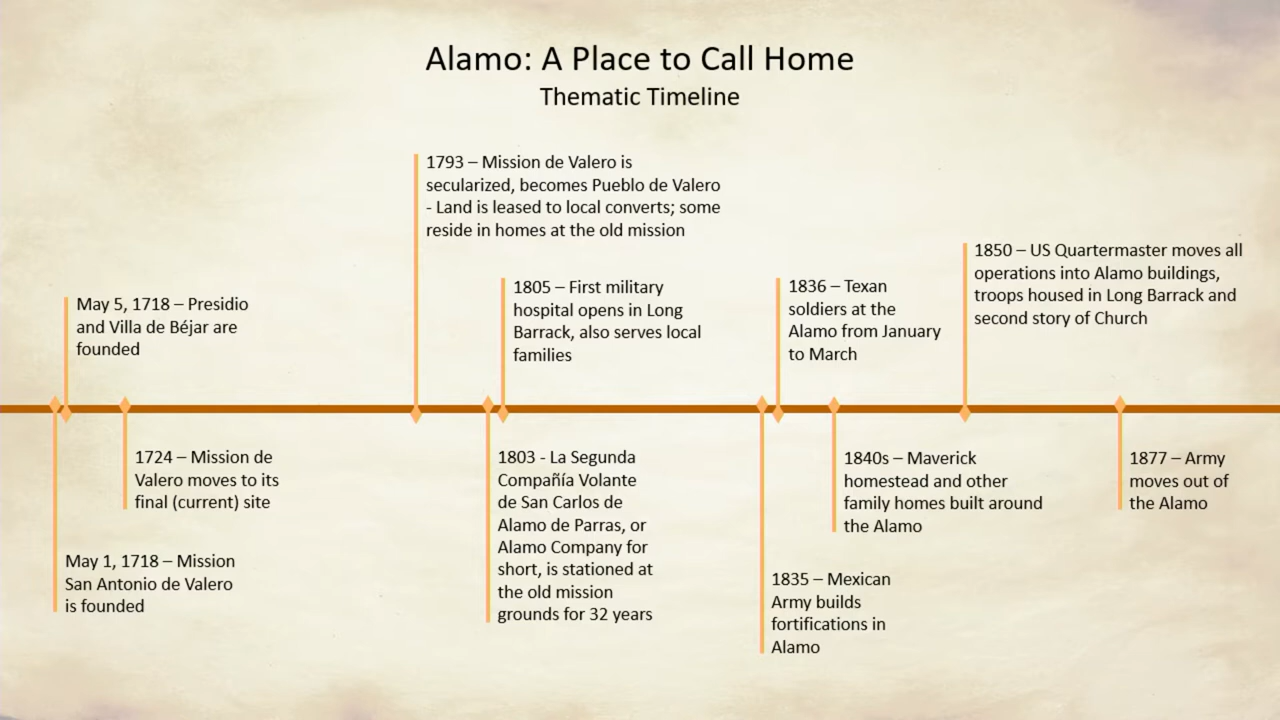 Alamo: A Place to Call Home
Thematic Timeline
1793 – Mission de Valero is
secularized, becomes Pueblo de Valero
- Land is leased to local converts; some
reside in homes at the old mission
1850 – US Quartermaster moves all
operations into Alamo buildings,
troops housed in Long Barrack and
second story of Church
May 5, 1718 – Presidio
and Villa de Béjar are
founded
1805 – First military
hospital opens in Long
Barrack, also serves local
families
1836 – Texan
soldiers at the
Alamo from January
to March
1724 – Mission de
Valero moves to its
final (current) site
May 1, 1718 – Mission
San Antonio de Valero
is founded
1803 - La Segunda
Compañía Volante
de San Carlos de
Alamo de Parras, or
Alamo Company for
short, is stationed at
the old mission
grounds for 32 years
1840s – Maverick
homestead and other
family homes built around
the Alamo
1835 – Mexican
Army builds
fortifications in
Alamo
1877 – Army
moves out of
the Alamo